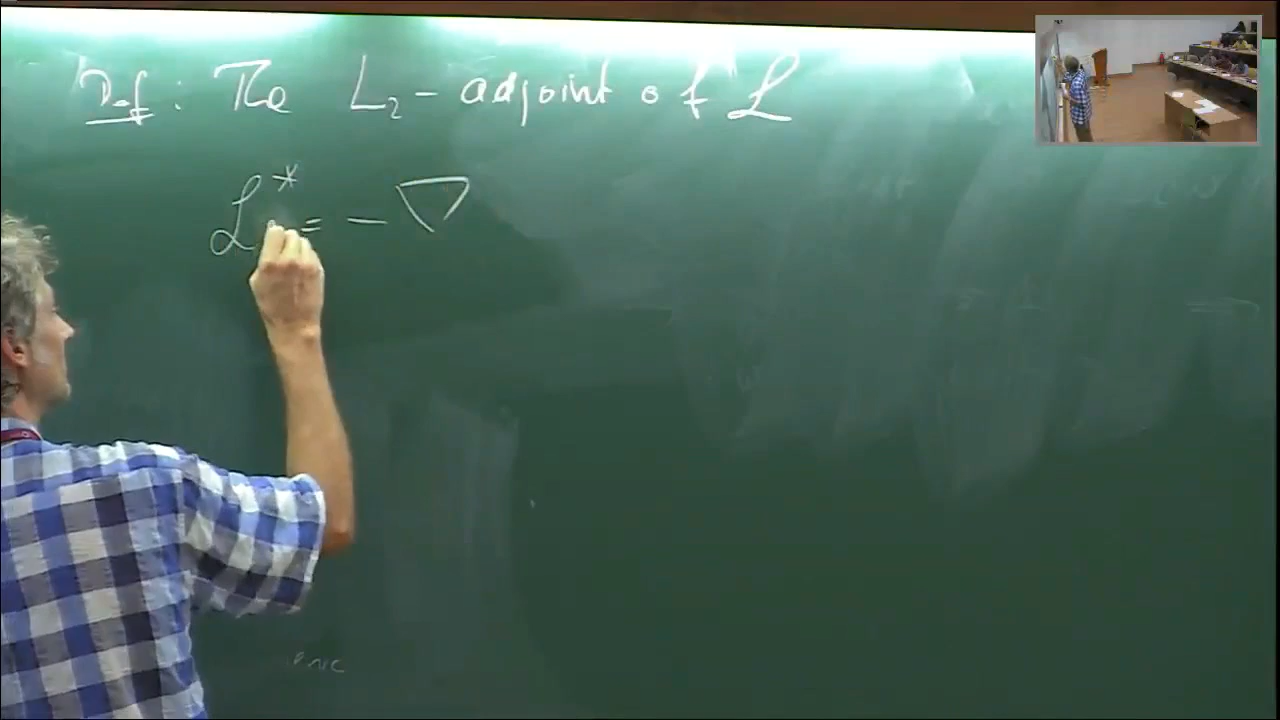 Def: The L₂-adjoint of ℒ
ℒ* = - ∇